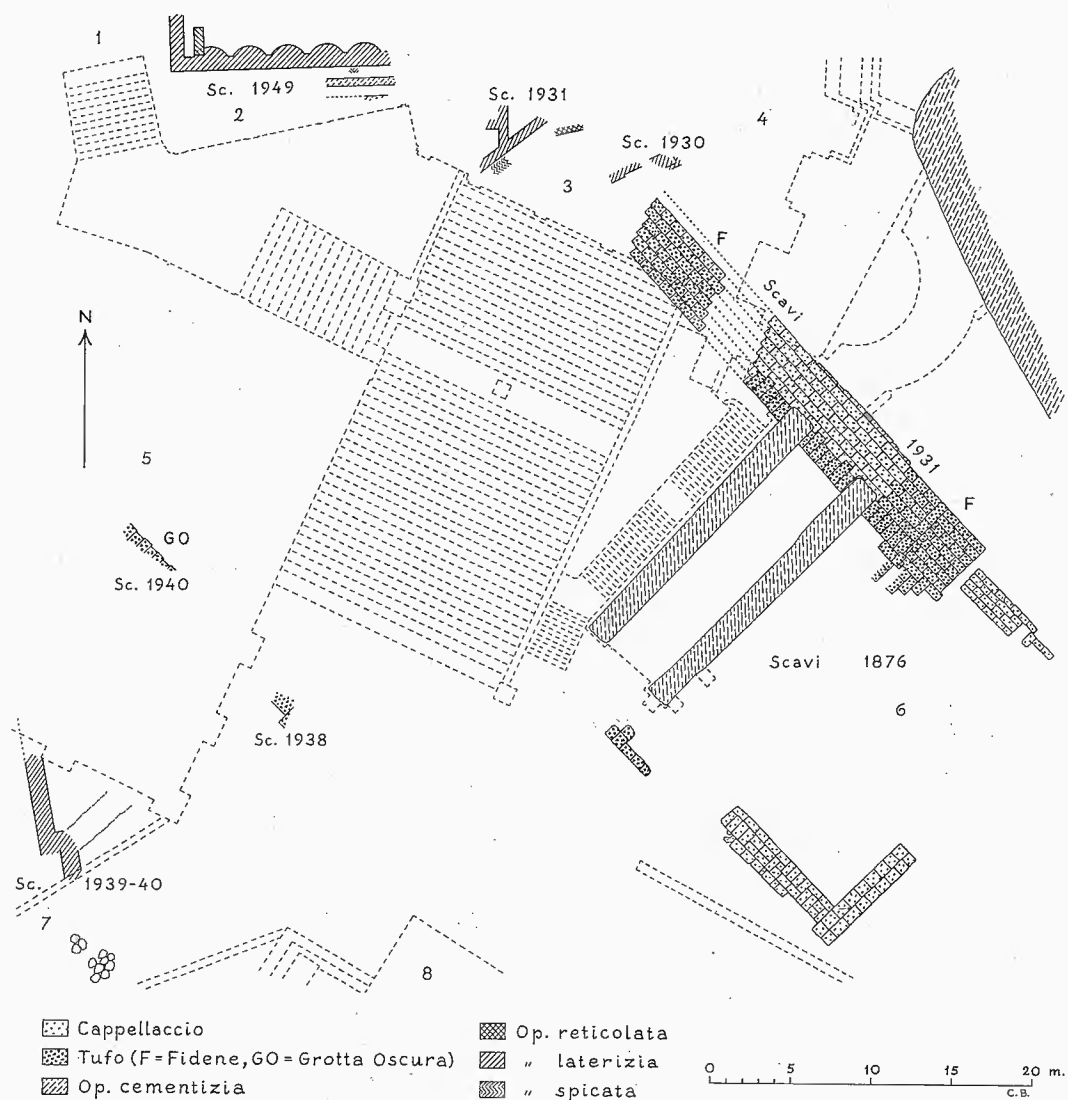 1
Sc. 1949
2
Sc. 1931
4
Sc. 1930
3
F
Scavi
N
1931
5
F
GO
Sc. 1940
Scavi 1876
6
Sc. 1938
Sc. 1939-40
7
8
Cappellaccio
Tufo (F=Fidene, GO=Grotta Oscura)
Op. cementizia
Op. reticolata
" laterizia
" spicata
0 5 10 15 20 m.
C.B.